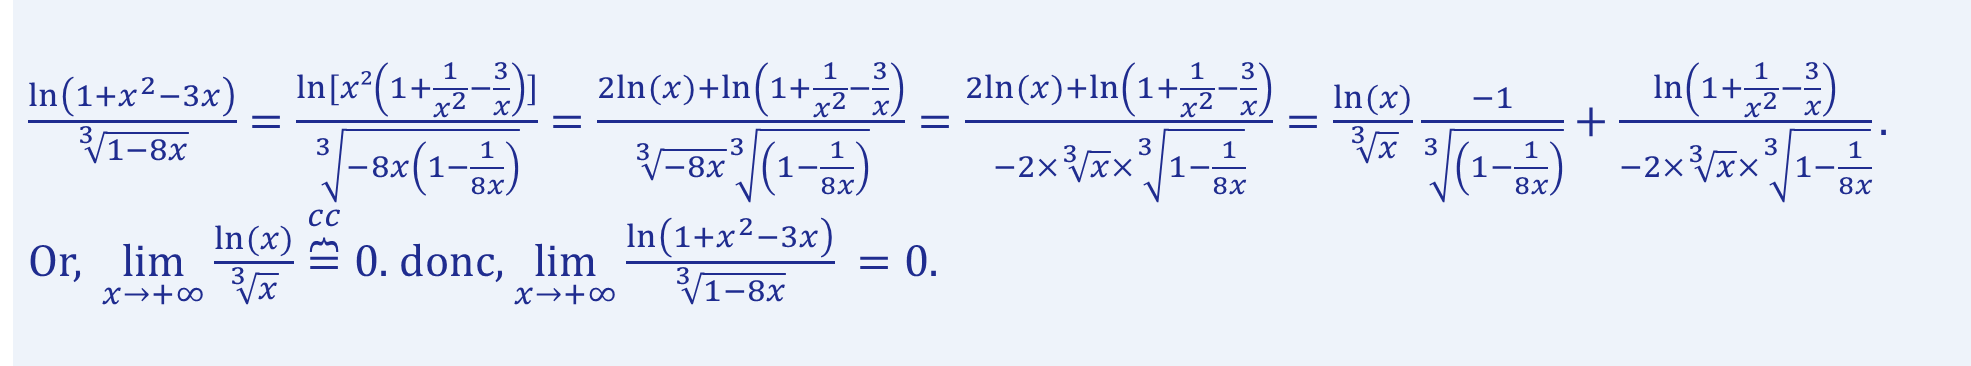 ln(1+x²−3x)/∛(1−8x) = ln[x²(1+1/x²−3/x)]/∛(−8x(1−1/8x)) = (2ln(x)+ln(1+1/x²−3/x))/(∛(−8x) ∛((1−1/8x))) = (2ln(x)+ln(1+1/x²−3/x))/(−2×∛x×∛(1−1/8x)) = ln(x)/∛x −1/∛((1−1/8x)) + ln(1+1/x²−3/x)/(−2×∛x×∛(1−1/8x)).
Or, lim x→+∞ ln(x)/∛x =͡ cc 0. donc, lim x→+∞ ln(1+x²−3x)/∛(1−8x) = 0.